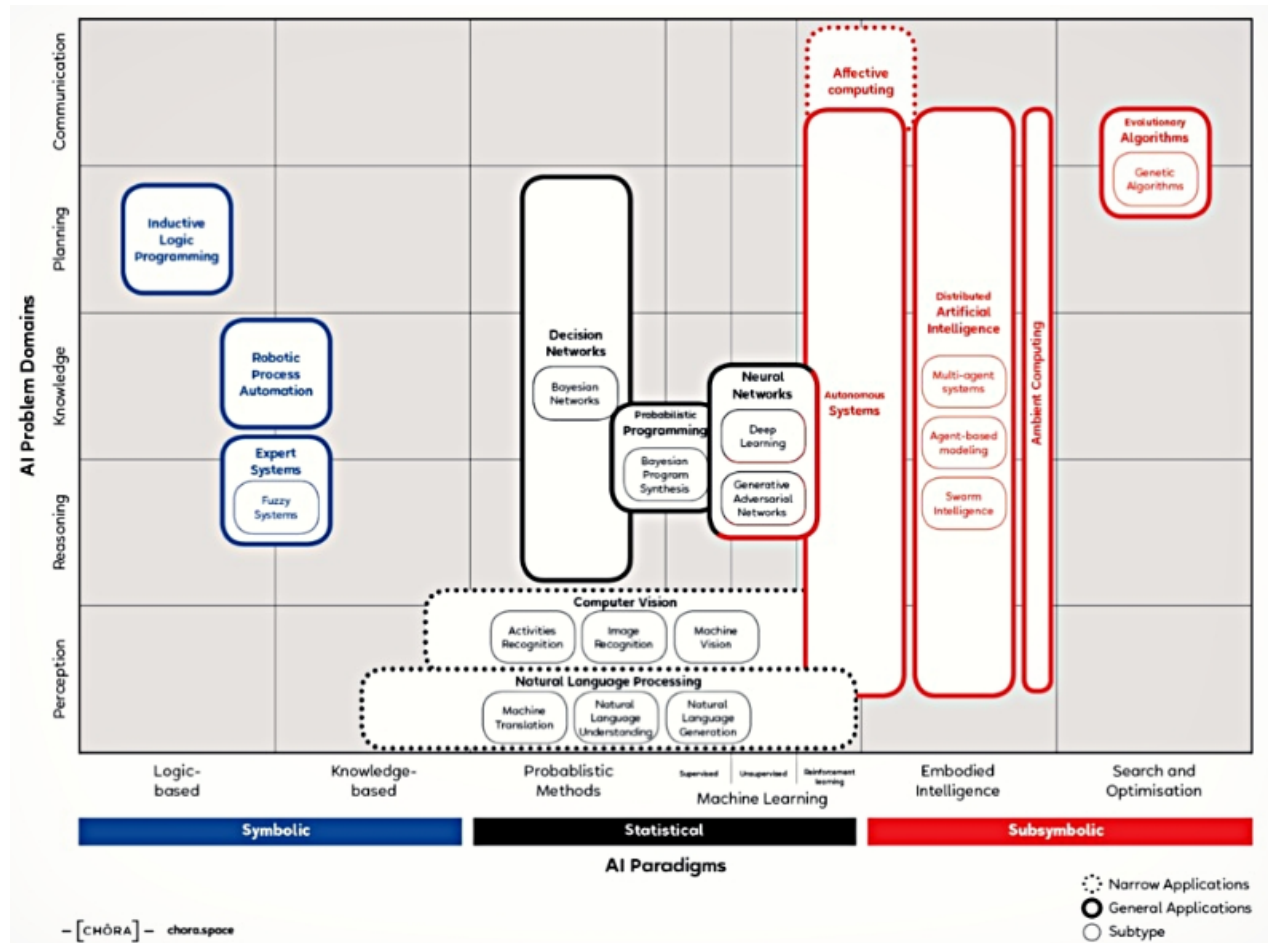 AI Problem Domains
Communication
Planning
Knowledge
Reasoning
Perception
Affective
computing
Evolutionary
Algorithms
Genetic
Algorithms
Inductive
Logic
Programming
Robotic
Process
Automation
Expert
Systems
Fuzzy
Systems
Decision
Networks
Bayesian
Networks
Probabilistic
Programming
Bayesian
Program
Synthesis
Neural
Networks
Deep
Learning
Generative
Adversarial
Networks
Autonomous
Systems
Distributed
Artificial
Intelligence
Multi-agent
systems
Agent-based
modeling
Swarm
Intelligence
Ambient Computing
Computer Vision
Activities
Recognition
Image
Recognition
Machine
Vision
Natural Language Processing
Machine
Translation
Natural
Language
Understanding
Natural
Language
Generation
Logic-
based
Knowledge-
based
Probablistic
Methods
Supervised
Unsupervised
Reinforcement
learning
Machine Learning
Embodied
Intelligence
Search and
Optimisation
Symbolic
Statistical
Subsymbolic
AI Paradigms
Narrow Applications
General Applications
Subtype
[CHÔRA] chora.space